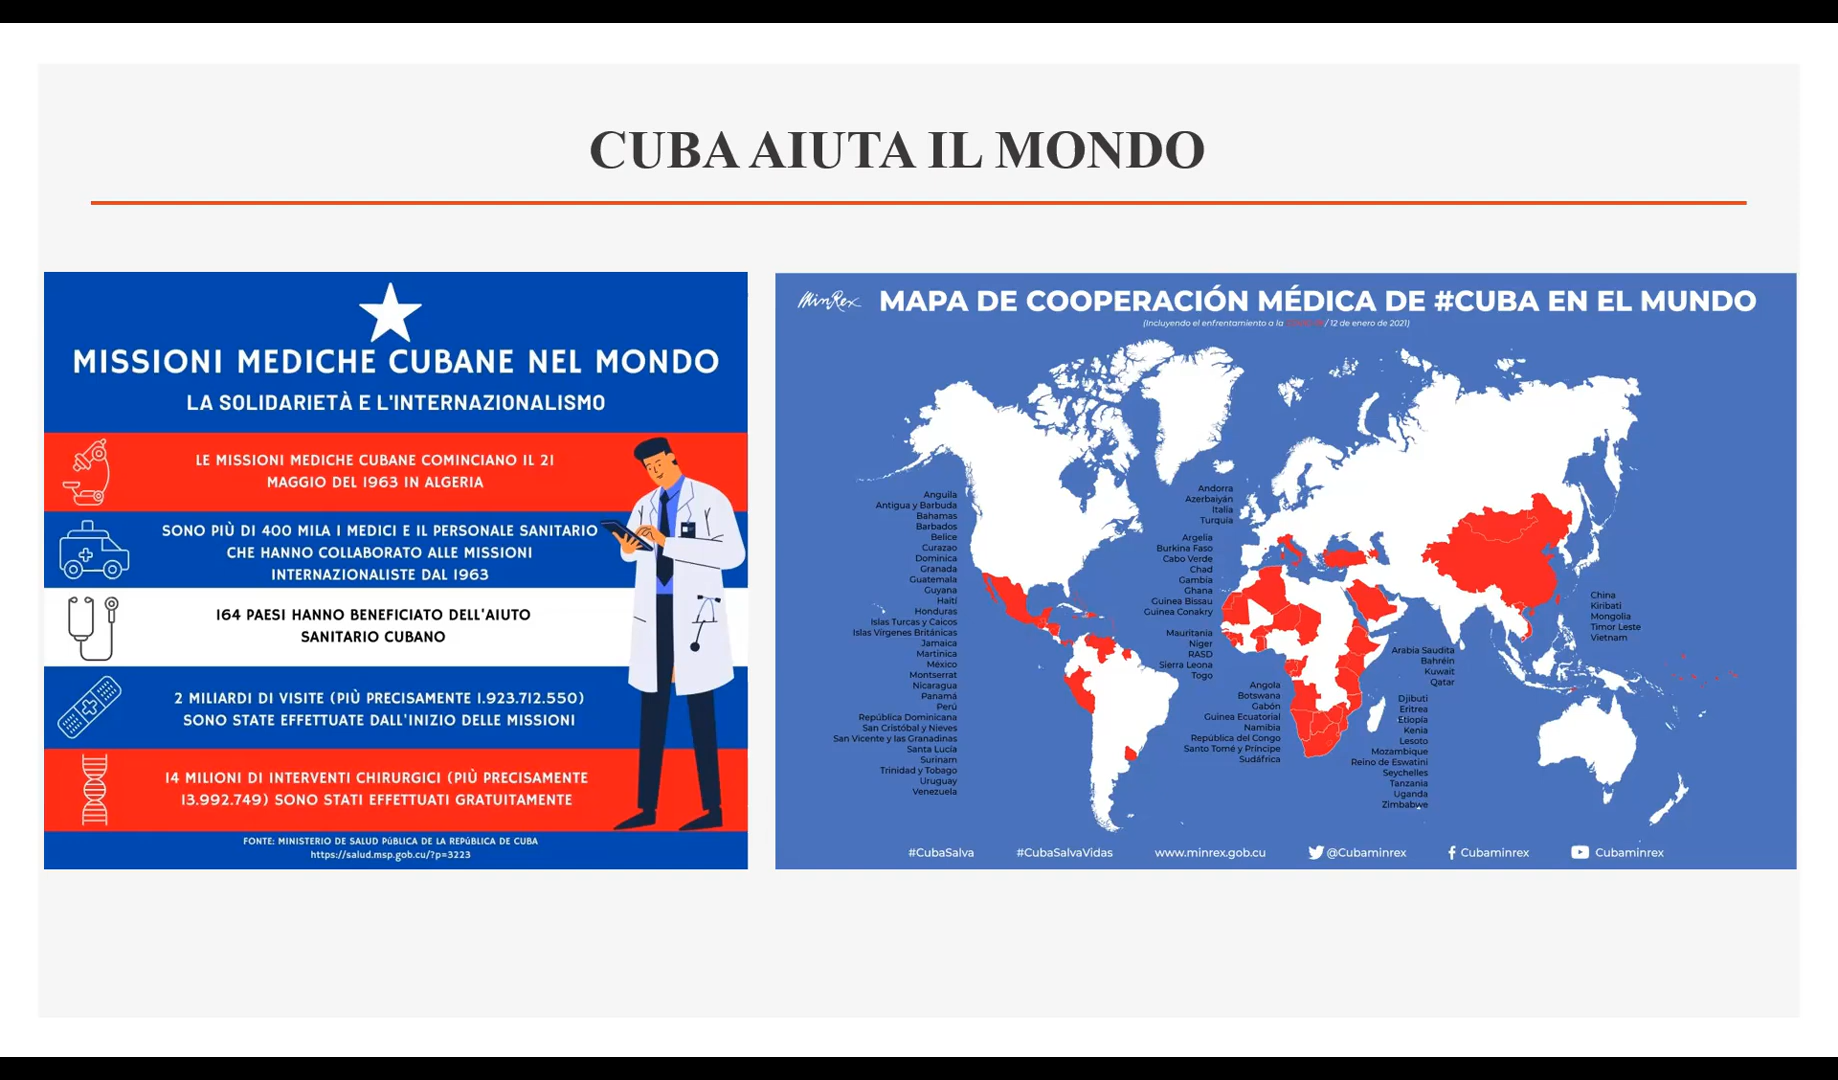 CUBA AIUTA IL MONDO
MISSIONI MEDICHE CUBANE NEL MONDO
LA SOLIDARIETÀ E L'INTERNAZIONALISMO
LE MISSIONI MEDICHE CUBANE COMINCIANO IL 21
MAGGIO DEL 1963 IN ALGERIA
SONO PIÙ DI 400 MILA I MEDICI E IL PERSONALE SANITARIO
CHE HANNO COLLABORATO ALLE MISSIONI
INTERNAZIONALISTE DAL 1963
164 PAESI HANNO BENEFICIATO DELL'AIUTO
SANITARIO CUBANO
2 MILIARDI DI VISITE (PIÙ PRECISAMENTE 1.923.712.550)
SONO STATE EFFETTUATE DALL'INIZIO DELLE MISSIONI
14 MILIONI DI INTERVENTI CHIRURGICI (PIÙ PRECISAMENTE
13.992.749) SONO STATI EFFETTUATI GRATUITAMENTE
FONTE: MINISTERIO DE SALUD PÚBLICA DE LA REPÚBLICA DE CUBA
https://salud.msp.gob.cu/?p=3223
MinRex
MAPA DE COOPERACIÓN MÉDICA DE #CUBA EN EL MUNDO
(Incluyendo el enfrentamiento a la / 12 de enero de 2021)
Anguila
Antigua y Barbuda
Bahamas
Barbados
Belice
Curazao
Dominica
Granada
Guatemala
Guyana
Haití
Honduras
Islas Turcas y Caicos
Islas Vírgenes Británicas
Jamaica
Martinica
México
Montserrat
Nicaragua
Panamá
Perú
República Dominicana
San Cristóbal y Nieves
San Vicente y las Granadinas
Santa Lucía
Surinam
Trinidad y Tobago
Uruguay
Venezuela
Andorra
Azerbaiyán
Italia
Turquía
Argelia
Burkina Faso
Cabo Verde
Chad
Gambia
Ghana
Guinea Bissau
Guinea Conakry
Mauritania
Niger
RASD
Sierra Leona
Togo
Angola
Botswana
Gabón
Guinea Ecuatorial
Namibia
República del Congo
Santo Tomé y Príncipe
Sudáfrica
Arabia Saudita
Bahréin
Kuwait
Qatar
Djibuti
Eritrea
Etiopía
Kenia
Lesoto
Mozambique
Reino de Eswatini
Seychelles
Tanzania
Uganda
Zimbabwe
China
Kiribati
Mongolia
Timor Leste
Vietnam
#CubaSalva
#CubaSalvaVidas
www.minrex.gob.cu
@Cubaminrex
Cubaminrex
Cubaminrex